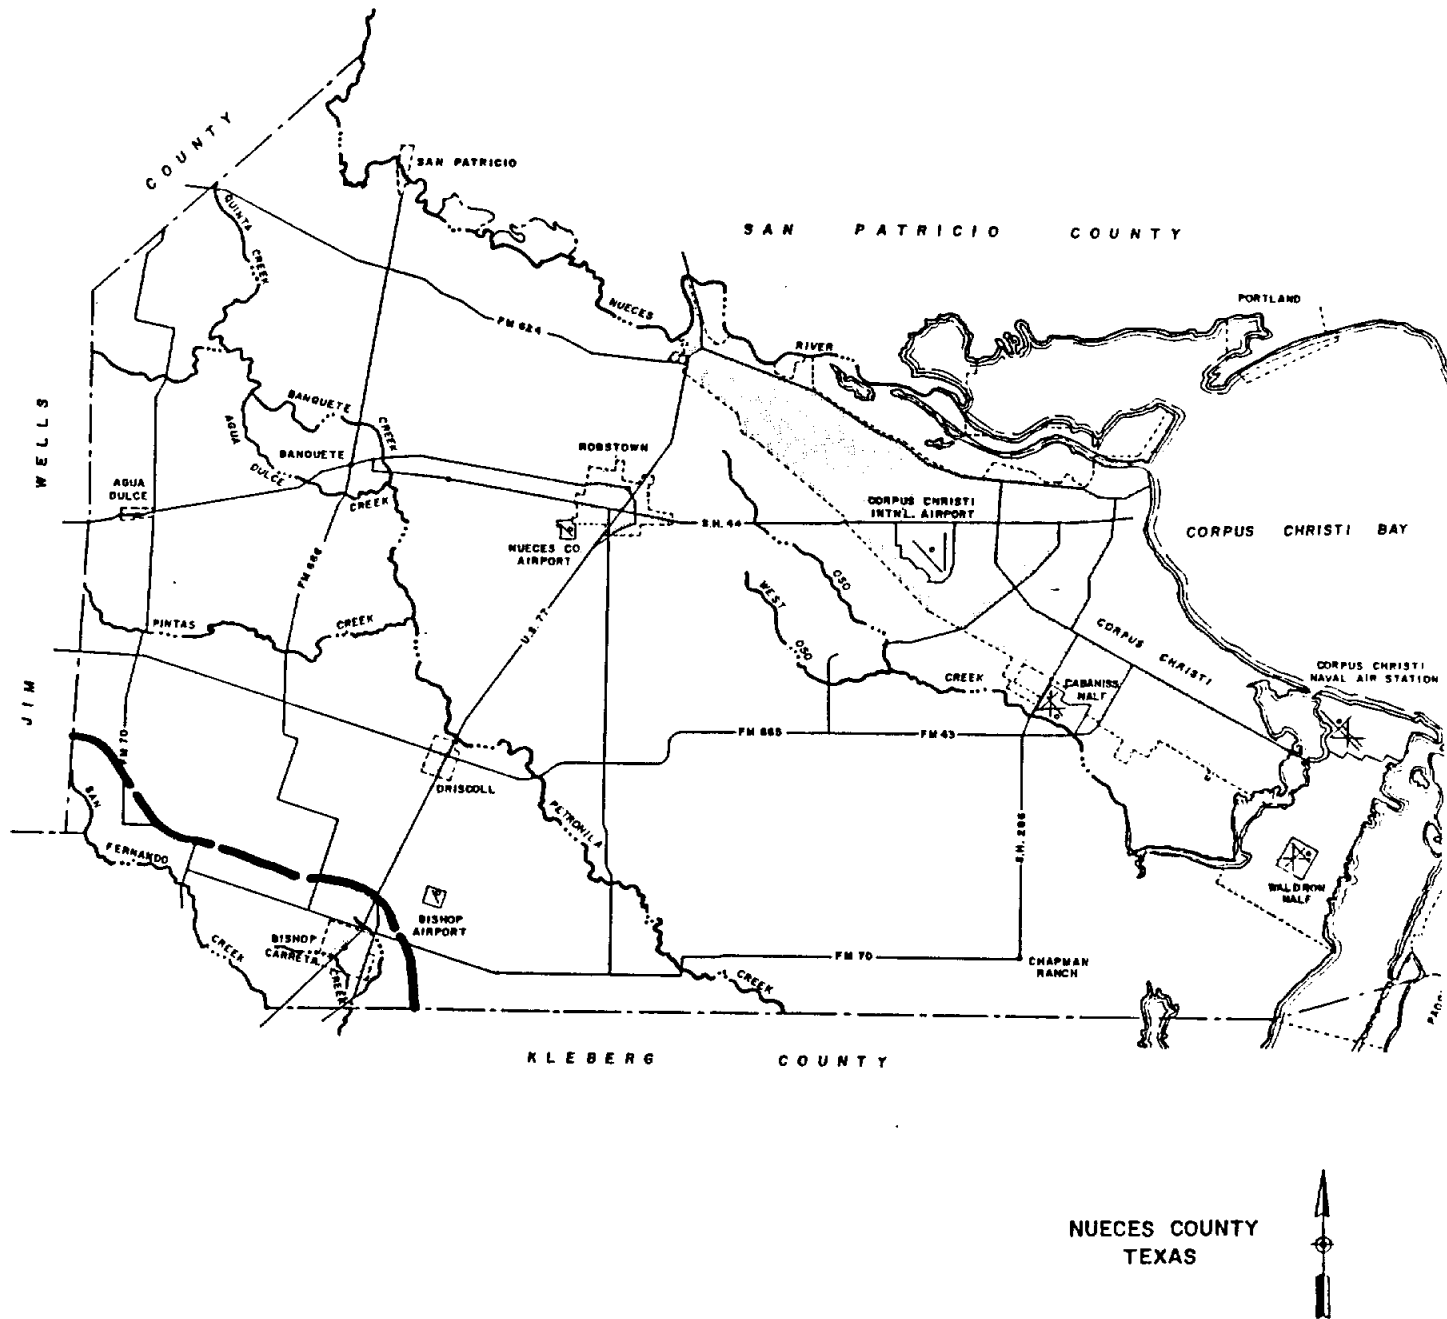 COUNTY
SAN PATRICIO
QUINTA
CREEK
SAN PATRICIO COUNTY
PORTLAND
NUECES
FM 624
RIVER
WELLS
BANQUETE
CREEK
AGUA
DULCE
CREEK
BANQUETE
ROBSTOWN
AGUA
DULCE
CORPUS CHRISTI
INTN'L. AIRPORT
S.H. 44
CORPUS CHRISTI BAY
NUECES CO
AIRPORT
FM 666
OSO
WEST
OSO
CREEK
U.S. 77
PINTAS
CREEK
CORPUS CHRISTI
CORPUS CHRISTI
NAVAL AIR STATION
CABANISS
NALF
JIM
FM 70
FM 665
FM 43
DRISCOLL
SAN
FERNANDO
CREEK
PETRONILA
CREEK
S.H. 286
WALDRON
NALF
BISHOP
AIRPORT
BISHOP
CARRETA
CREEK
FM 70
CHAPMAN
RANCH
KLEBERG COUNTY
NUECES COUNTY
TEXAS